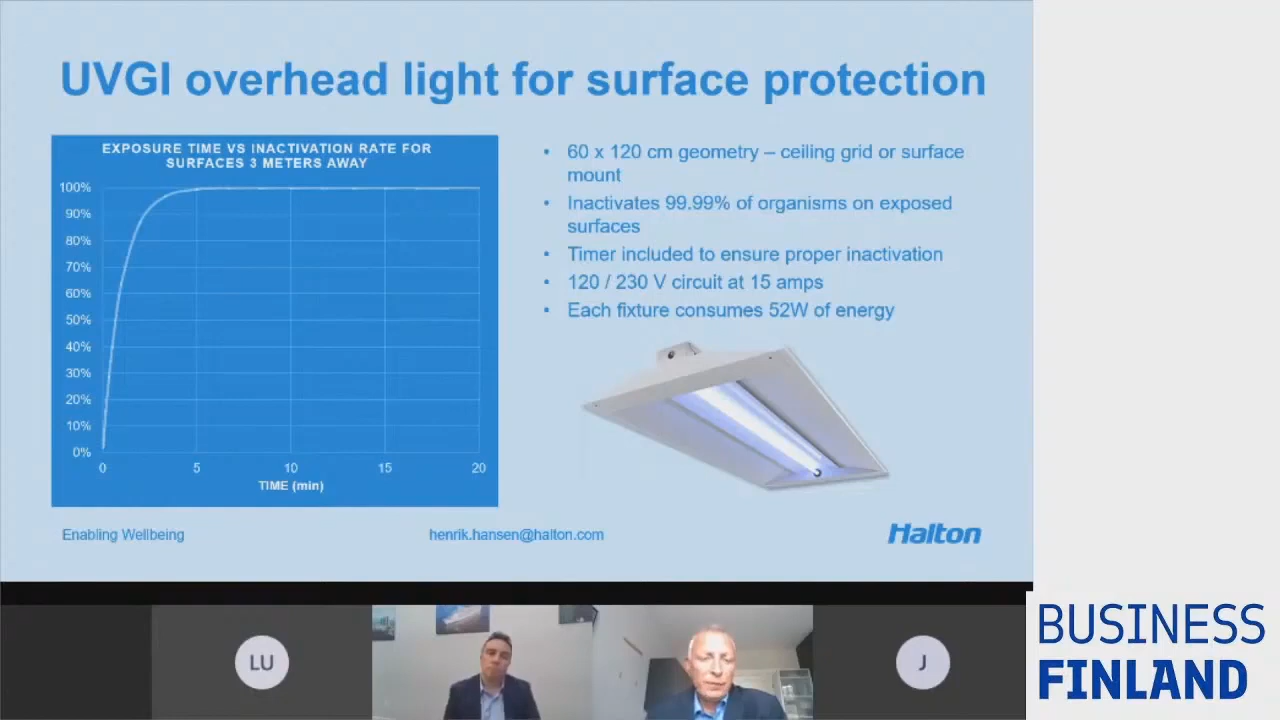 UVGI overhead light for surface protection
EXPOSURE TIME VS INACTIVATION RATE FOR
SURFACES 3 METERS AWAY
100%
90%
80%
70%
60%
50%
40%
30%
20%
10%
0%
0 5 10 15 20
TIME (min)
• 60 x 120 cm geometry – ceiling grid or surface
mount
• Inactivates 99.99% of organisms on exposed
surfaces
• Timer included to ensure proper inactivation
• 120 / 230 V circuit at 15 amps
• Each fixture consumes 52W of energy
Enabling Wellbeing
henrik.hansen@halton.com
Halton
LU
J
BUSINESS
FINLAND